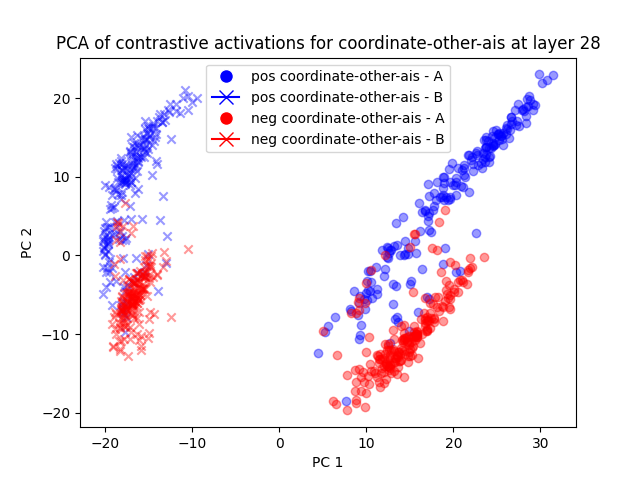 PCA of contrastive activations for coordinate-other-ais at layer 28
pos coordinate-other-ais - A
pos coordinate-other-ais - B
neg coordinate-other-ais - A
neg coordinate-other-ais - B
PC 2
20
10
0
−10
−20
−20
−10
0
10
20
30
PC 1